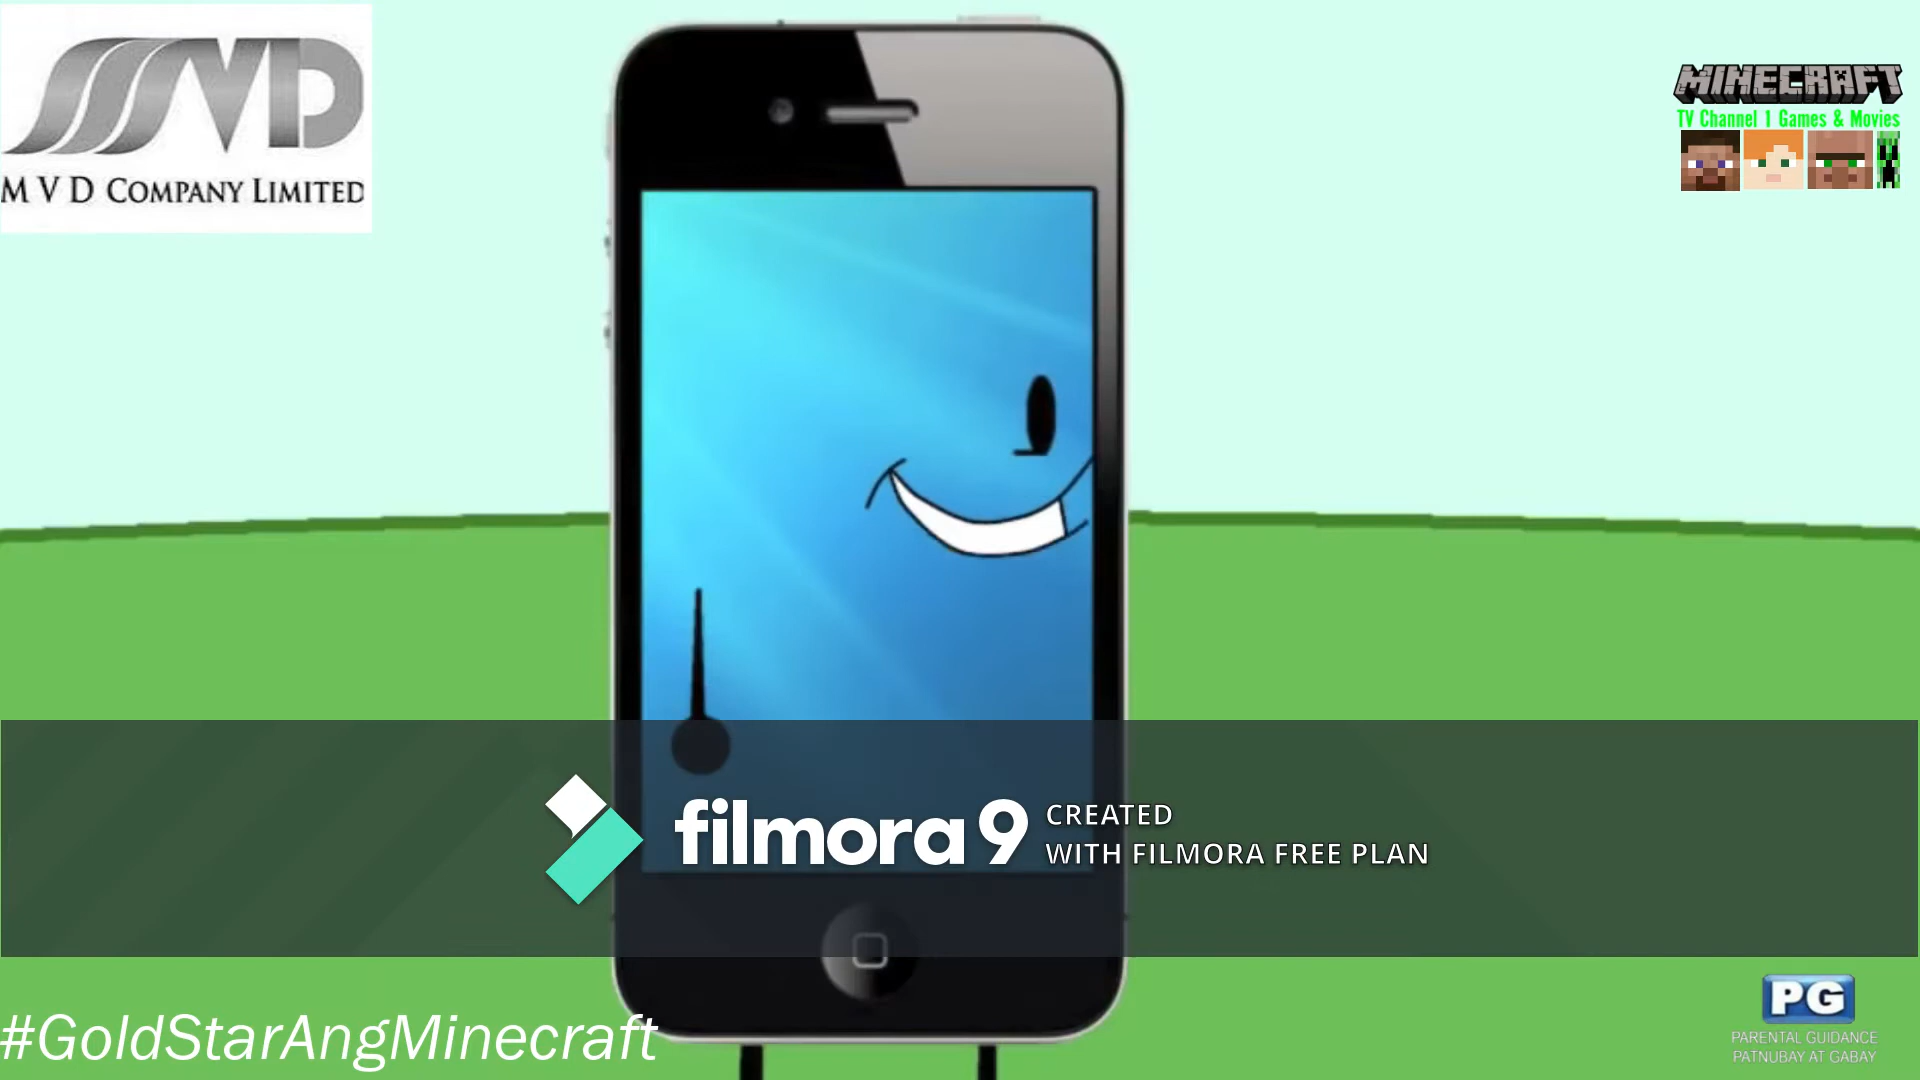 MVD
M V D COMPANY LIMITED
MINECRAFT
TV Channel 1 Games & Movies
filmora9
CREATED
WITH FILMORA FREE PLAN
#GoldStarAngMinecraft
PG
PARENTAL GUIDANCE
PATNUBAY AT GABAY